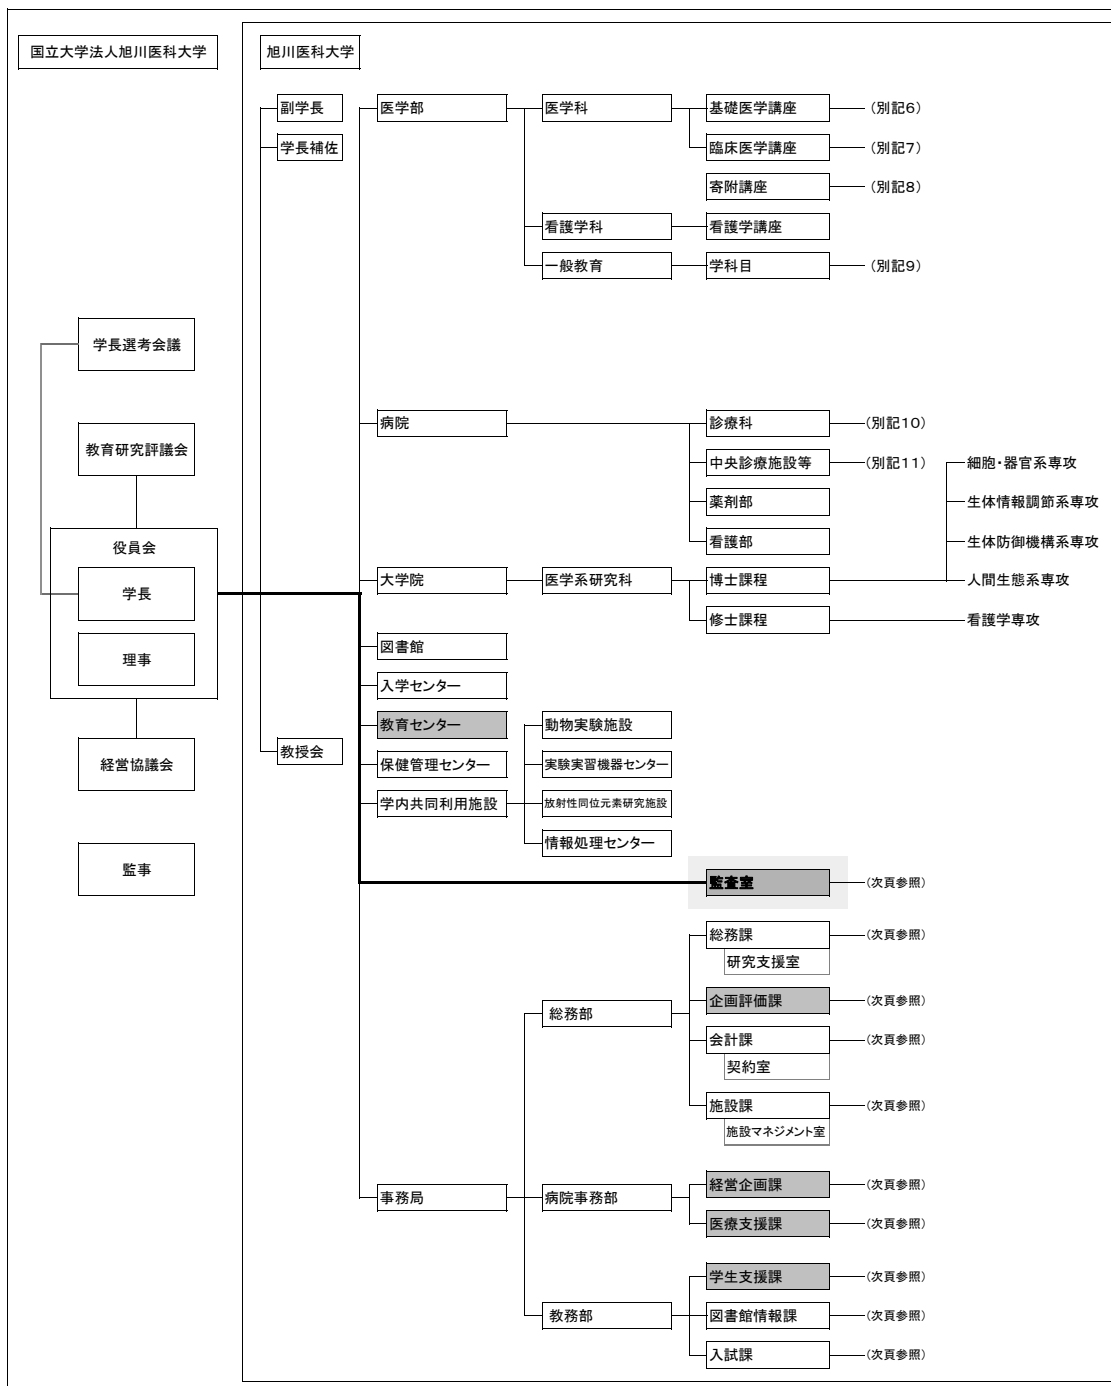 国立大学法人旭川医科大学
旭川医科大学
副学長
医学部
医学科
基礎医学講座
(別記6)
学長補佐
臨床医学講座
(別記7)
寄附講座
(別記8)
看護学科
看護学講座
一般教育
学科目
(別記9)
学長選考会議
病院
診療科
(別記10)
教育研究評議会
中央診療施設等
(別記11)
細胞・器官系専攻
薬剤部
生体情報調節系専攻
役員会
看護部
生体防御機構系専攻
学長
大学院
医学系研究科
博士課程
人間生態系専攻
修士課程
看護学専攻
理事
図書館
入学センター
教育センター
動物実験施設
教授会
経営協議会
保健管理センター
実験実習機器センター
学内共同利用施設
放射性同位元素研究施設
情報処理センター
監事
監査室
(次頁参照)
総務課
(次頁参照)
研究支援室
企画評価課
(次頁参照)
総務部
会計課
(次頁参照)
契約室
施設課
(次頁参照)
施設マネジメント室
事務局
病院事務部
経営企画課
(次頁参照)
医療支援課
(次頁参照)
学生支援課
(次頁参照)
教務部
図書館情報課
(次頁参照)
入試課
(次頁参照)